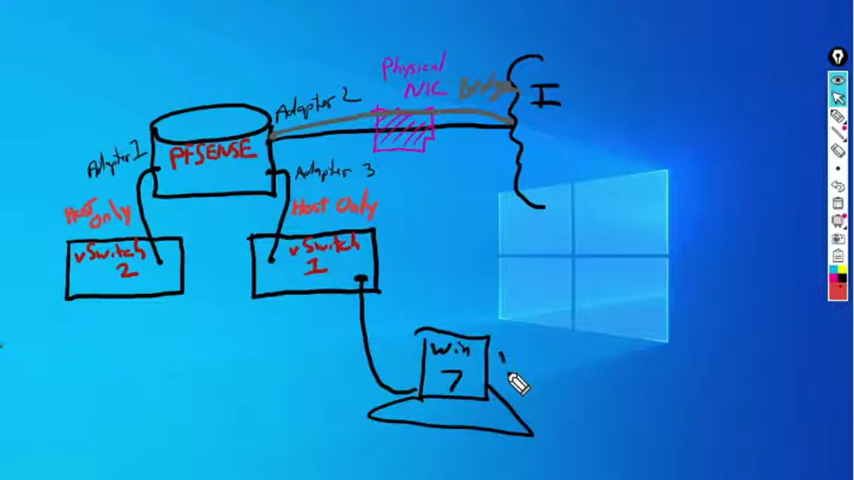 Physical
NIC
Bridge
I
Adapter 2
Adapter 1
PFSENSE
Adapter 3
Host
only
Host Only
vSwitch
2
vSwitch
1
Win
7